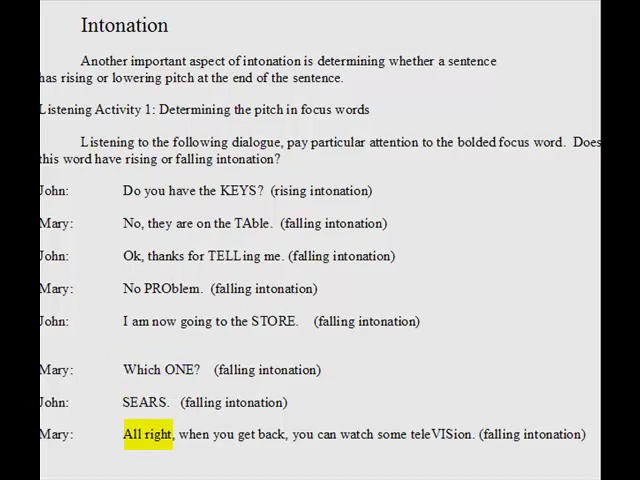 Intonation
Another important aspect of intonation is determining whether a sentence
has rising or lowering pitch at the end of the sentence.
Listening Activity 1: Determining the pitch in focus words
Listening to the following dialogue, pay particular attention to the bolded focus word. Does
this word have rising or falling intonation?
John: Do you have the KEYS? (rising intonation)
Mary: No, they are on the TAble. (falling intonation)
John: Ok, thanks for TELLing me. (falling intonation)
Mary: No PROblem. (falling intonation)
John: I am now going to the STORE. (falling intonation)
Mary: Which ONE? (falling intonation)
John: SEARS. (falling intonation)
Mary: All right, when you get back, you can watch some teleVISion. (falling intonation)